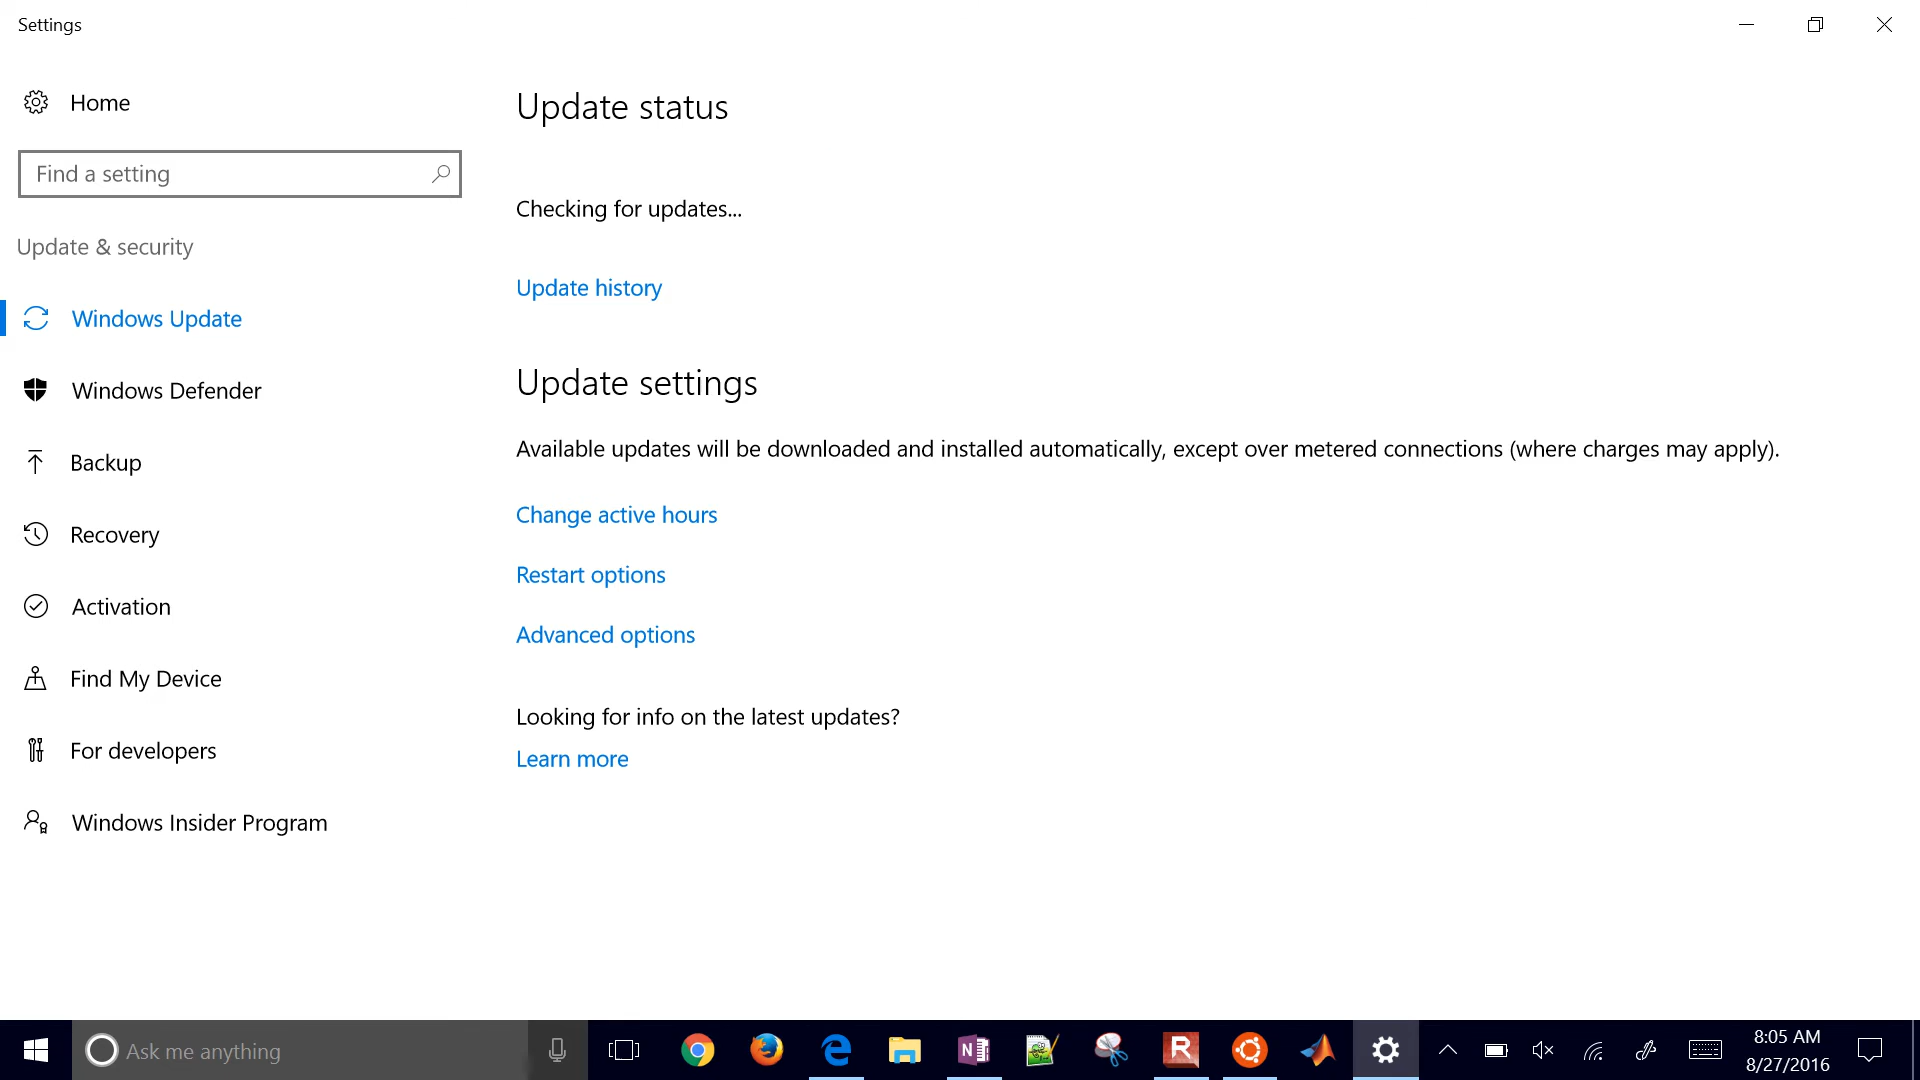 Settings
Home
Find a setting
Update & security
Windows Update
Windows Defender
Backup
Recovery
Activation
Find My Device
For developers
Windows Insider Program
Update status
Checking for updates...
Update history
Update settings
Available updates will be downloaded and installed automatically, except over metered connections (where charges may apply).
Change active hours
Restart options
Advanced options
Looking for info on the latest updates?
Learn more
Ask me anything
N
R
8:05 AM
8/27/2016